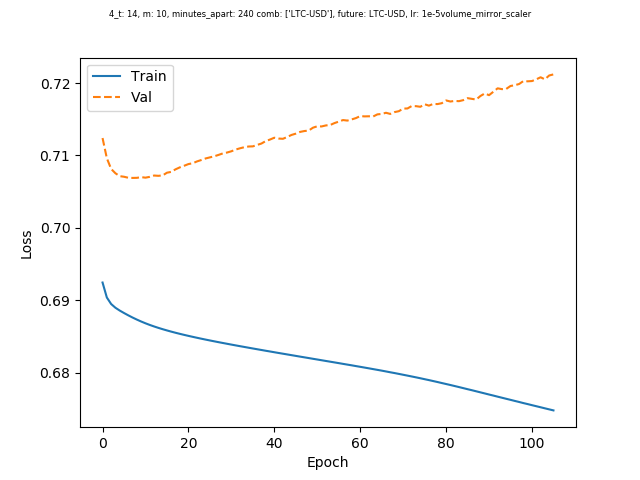 4_t: 14, m: 10, minutes_apart: 240 comb: ['LTC-USD'], future: LTC-USD, lr: 1e-5volume_mirror_scaler
Train
Val
0.72
0.71
0.70
0.69
0.68
Loss
0 20 40 60 80 100
Epoch